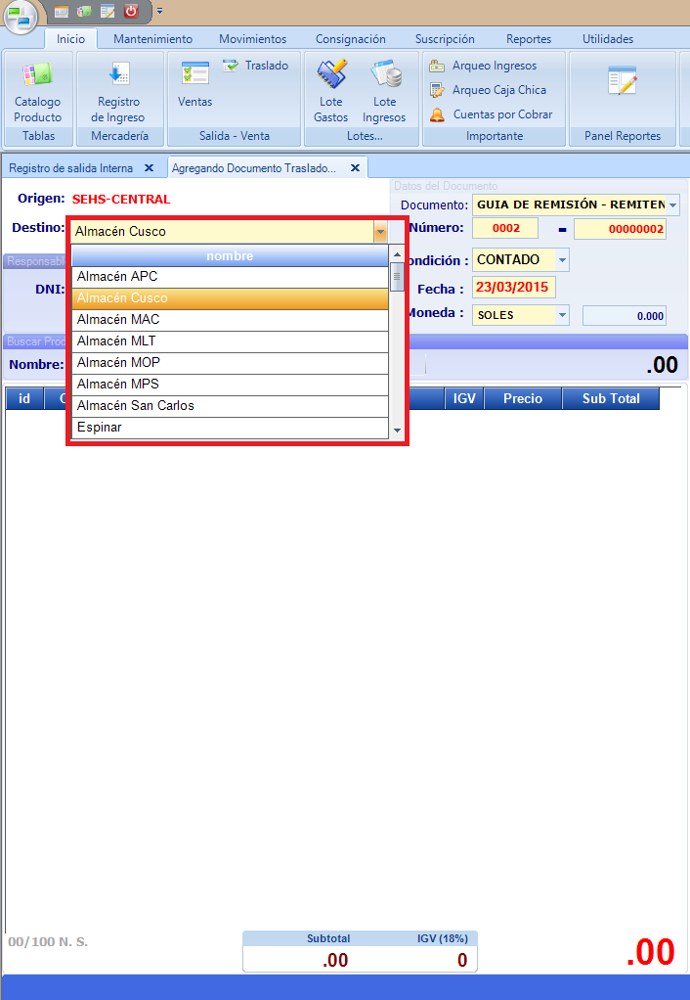 Inicio Mantenimiento Movimientos Consignación Suscripción Reportes Utilidades
Catalogo
Producto
Tablas
Registro
de Ingreso
Mercadería
Ventas
Traslado
Salida - Venta
Lote
Gastos
Lote
Ingresos
Lotes...
Arqueo Ingresos
Arqueo Caja Chica
Cuentas por Cobrar
Importante
Panel Reportes
Registro de salida Interna
Agregando Documento Traslado...
Origen: SEHS-CENTRAL
Destino: Almacén Cusco
nombre
Almacén APC
Almacén Cusco
Almacén MAC
Almacén MLT
Almacén MOP
Almacén MPS
Almacén San Carlos
Espinar
Responsabl
DNI:
Buscar Prod
Nombre:
Datos del Documento
Documento: GUIA DE REMISIÓN - REMITEN
Número: 0002 - 00000002
ondición : CONTADO
Fecha : 23/03/2015
Moneda : SOLES 0.000
.00
id IGV Precio Sub Total
00/100 N. S.
Subtotal IGV (18%)
.00 0
.00